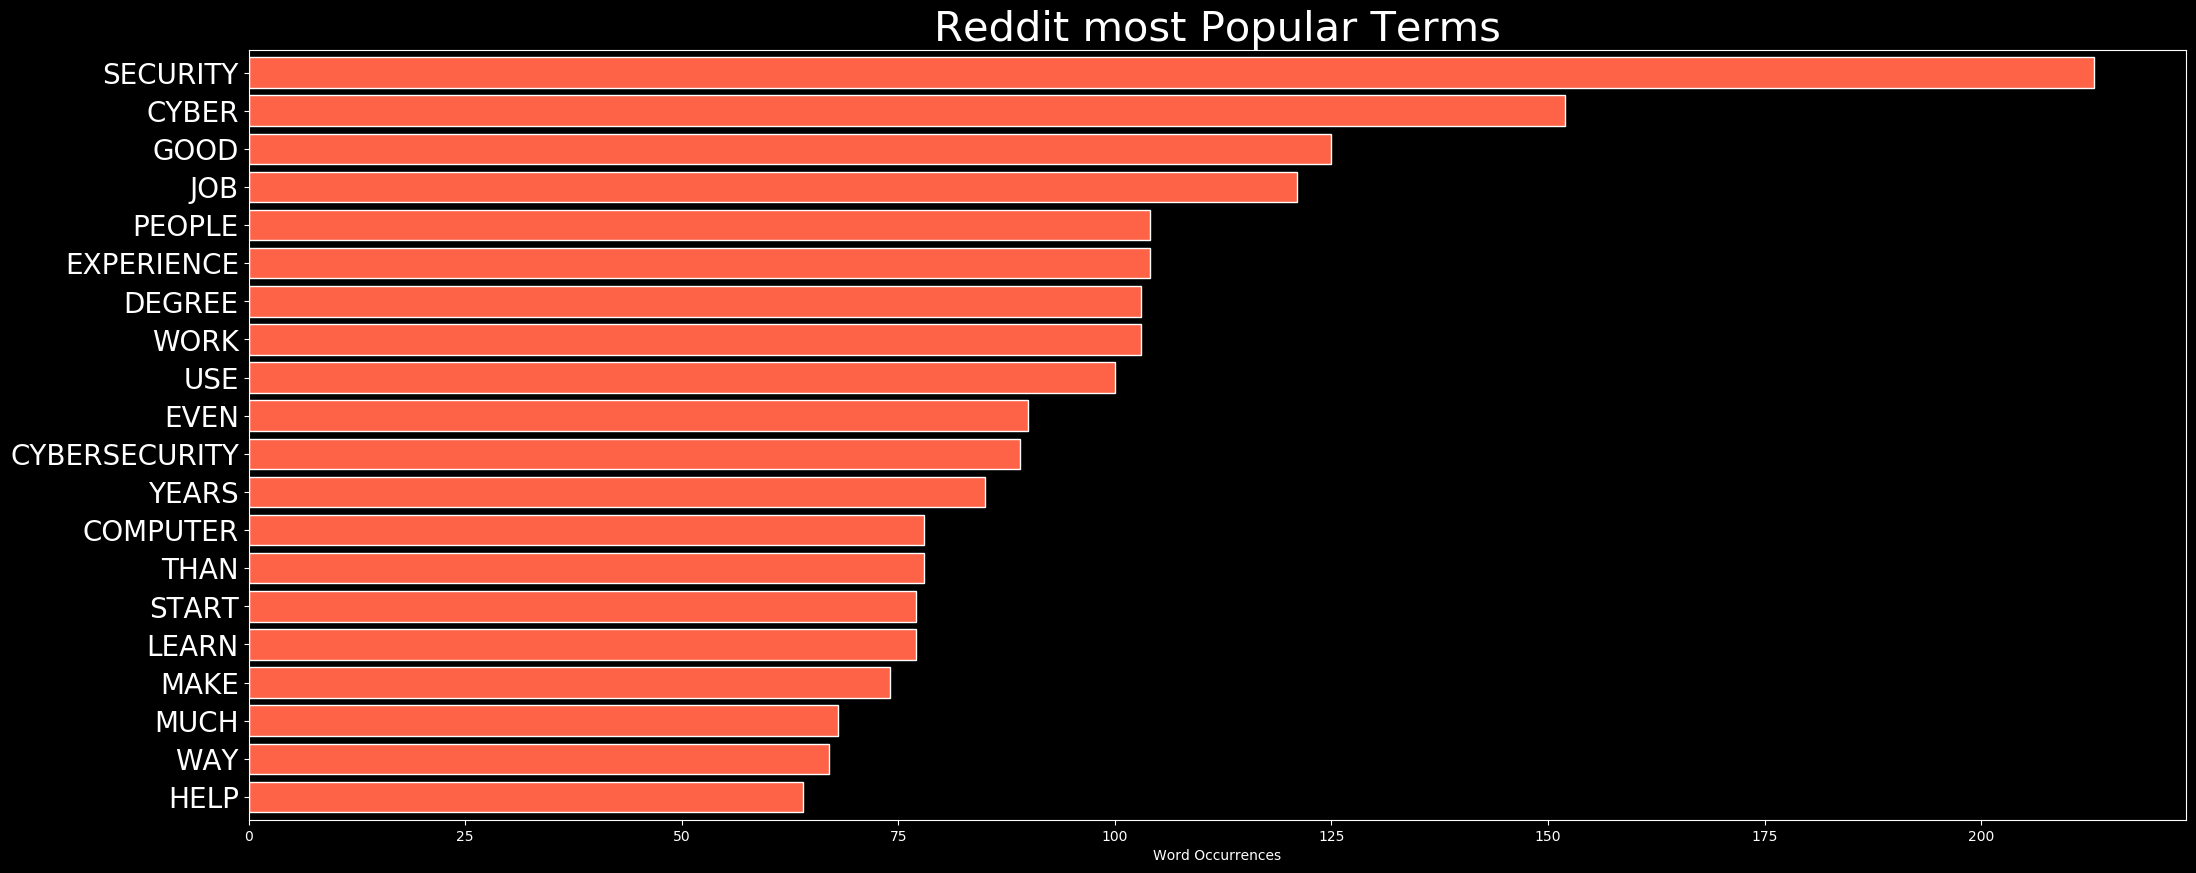 Reddit most Popular Terms
SECURITY
CYBER
GOOD
JOB
PEOPLE
EXPERIENCE
DEGREE
WORK
USE
EVEN
CYBERSECURITY
YEARS
COMPUTER
THAN
START
LEARN
MAKE
MUCH
WAY
HELP
0 25 50 75 100 125 150 175 200
Word Occurrences